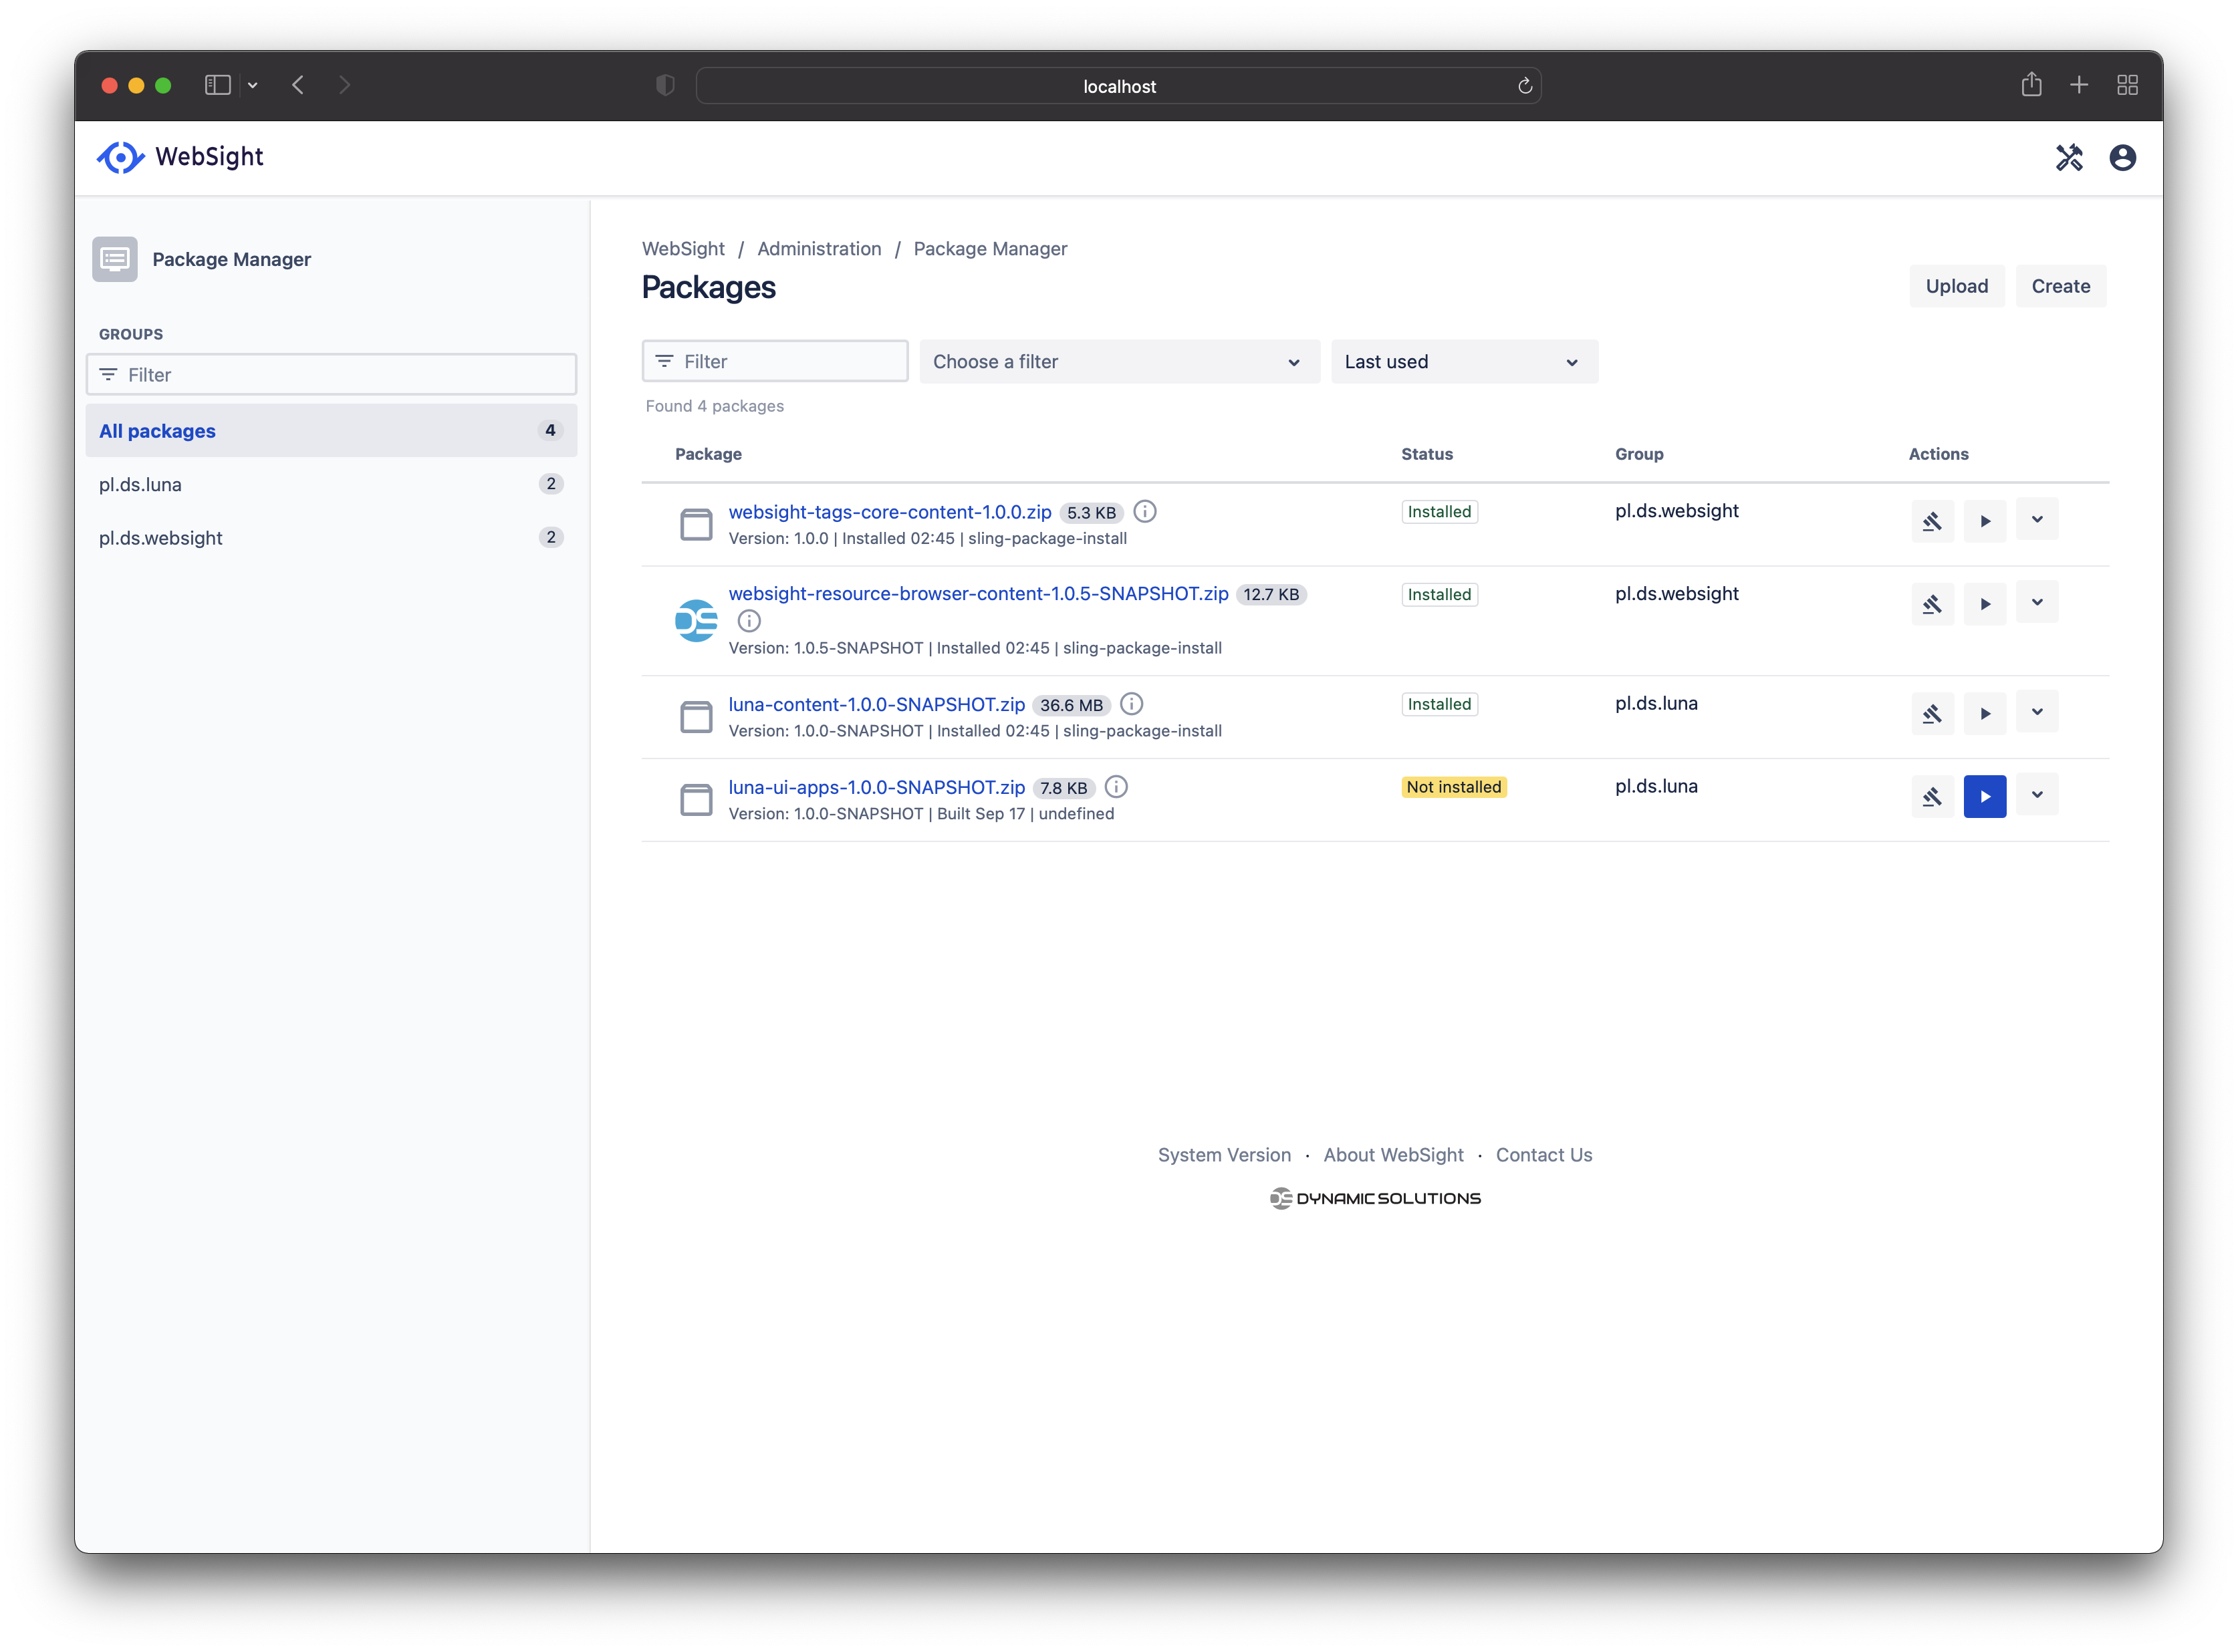 localhost
WebSight
Package Manager
GROUPS
Filter
All packages 4
pl.ds.luna 2
pl.ds.websight 2
WebSight / Administration / Package Manager
Packages
Upload Create
Filter Choose a filter Last used
Found 4 packages
Package Status Group Actions
websight-tags-core-content-1.0.0.zip 5.3 KB Installed pl.ds.websight
Version: 1.0.0 | Installed 02:45 | sling-package-install
websight-resource-browser-content-1.0.5-SNAPSHOT.zip 12.7 KB Installed pl.ds.websight
DS
Version: 1.0.5-SNAPSHOT | Installed 02:45 | sling-package-install
luna-content-1.0.0-SNAPSHOT.zip 36.6 MB Installed pl.ds.luna
Version: 1.0.0-SNAPSHOT | Installed 02:45 | sling-package-install
luna-ui-apps-1.0.0-SNAPSHOT.zip 7.8 KB Not installed pl.ds.luna
Version: 1.0.0-SNAPSHOT | Built Sep 17 | undefined
System Version · About WebSight · Contact Us
DS DYNAMIC SOLUTIONS